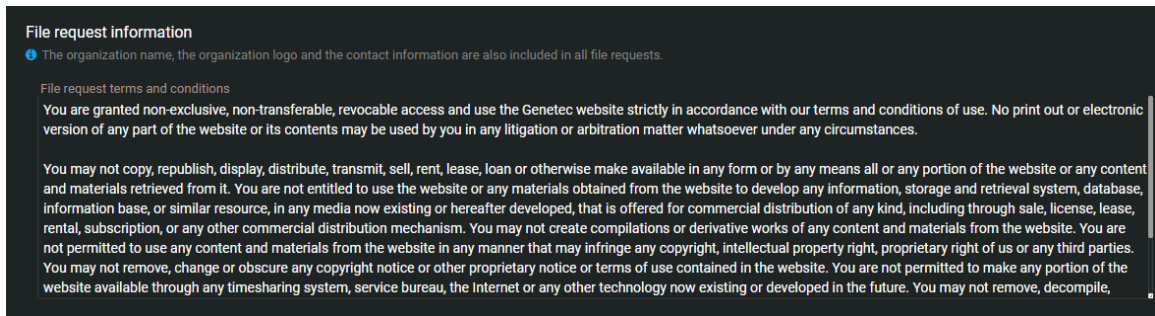 File request information
The organization name, the organization logo and the contact information are also included in all file requests.
File request terms and conditions
You are granted non-exclusive, non-transferable, revocable access and use the Genetec website strictly in accordance with our terms and conditions of use. No print out or electronic
version of any part of the website or its contents may be used by you in any litigation or arbitration matter whatsoever under any circumstances.
You may not copy, republish, display, distribute, transmit, sell, rent, lease, loan or otherwise make available in any form or by any means all or any portion of the website or any content
and materials retrieved from it. You are not entitled to use the website or any materials obtained from the website to develop any information, storage and retrieval system, database,
information base, or similar resource, in any media now existing or hereafter developed, that is offered for commercial distribution of any kind, including through sale, license, lease,
rental, subscription, or any other commercial distribution mechanism. You may not create compilations or derivative works of any content and materials from the website. You are
not permitted to use any content and materials from the website in any manner that may infringe any copyright, intellectual property right, proprietary right of us or any third parties.
You may not remove, change or obscure any copyright notice or other proprietary notice or terms of use contained in the website. You are not permitted to make any portion of the
website available through any timesharing system, service bureau, the Internet or any other technology now existing or developed in the future. You may not remove, decompile,